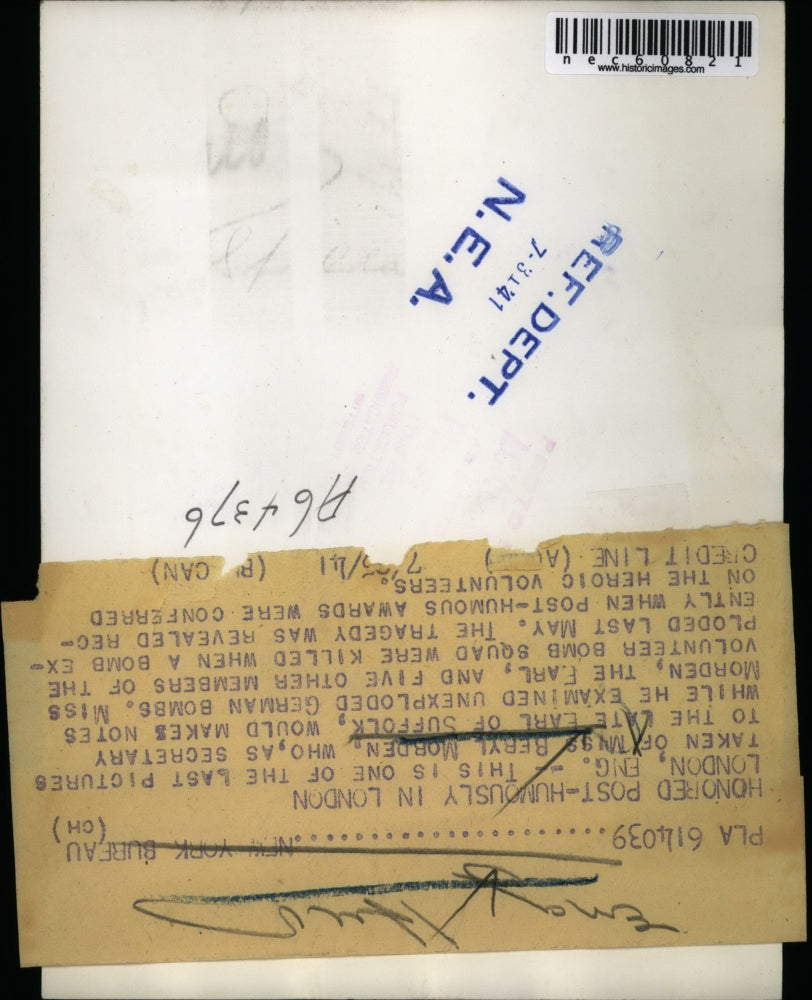 nec60821
www.historicimages.com
REF. DEPT.
7-31 41
N.E.A.
A64376
PLA 614039...................NEW YORK BUREAU (CH)
HONORED POST-HUMOUSLY IN LONDON
LONDON, ENG. - THIS IS ONE OF THE LAST PICTURES
TAKEN OF MISS BERYL MORDEN, WHO, AS SECRETARY
TO THE LATE EARL OF SUFFOLK, WOULD MAKE NOTES
WHILE HE EXAMINED UNEXPLODED GERMAN BOMBS. MISS
MORDEN, THE EARL, AND FIVE OTHER MEMBERS OF THE
VOLUNTEER BOMB SQUAD WERE KILLED WHEN A BOMB EX-
PLODED LAST MAY. THE TRAGEDY WAS REVEALED REC-
ENTLY WHEN POST-HUMOUS AWARDS WERE CONFERRED
ON THE HEROIC VOLUNTEERS.
CREDIT LINE (A   ) 7/ 5/41 (R  CAN)